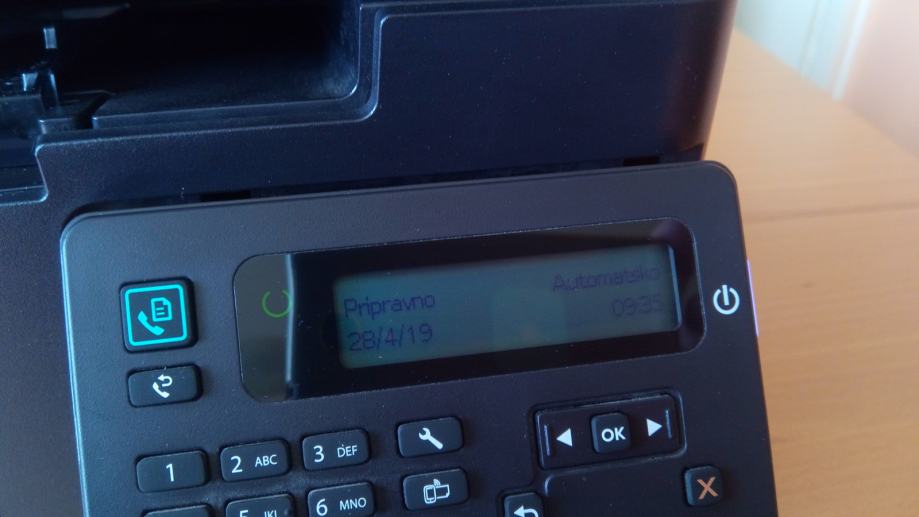 Pripravno Automatsko
28/4/19 09:35
OK
1
2 ABC
3 DEF
6 MNO